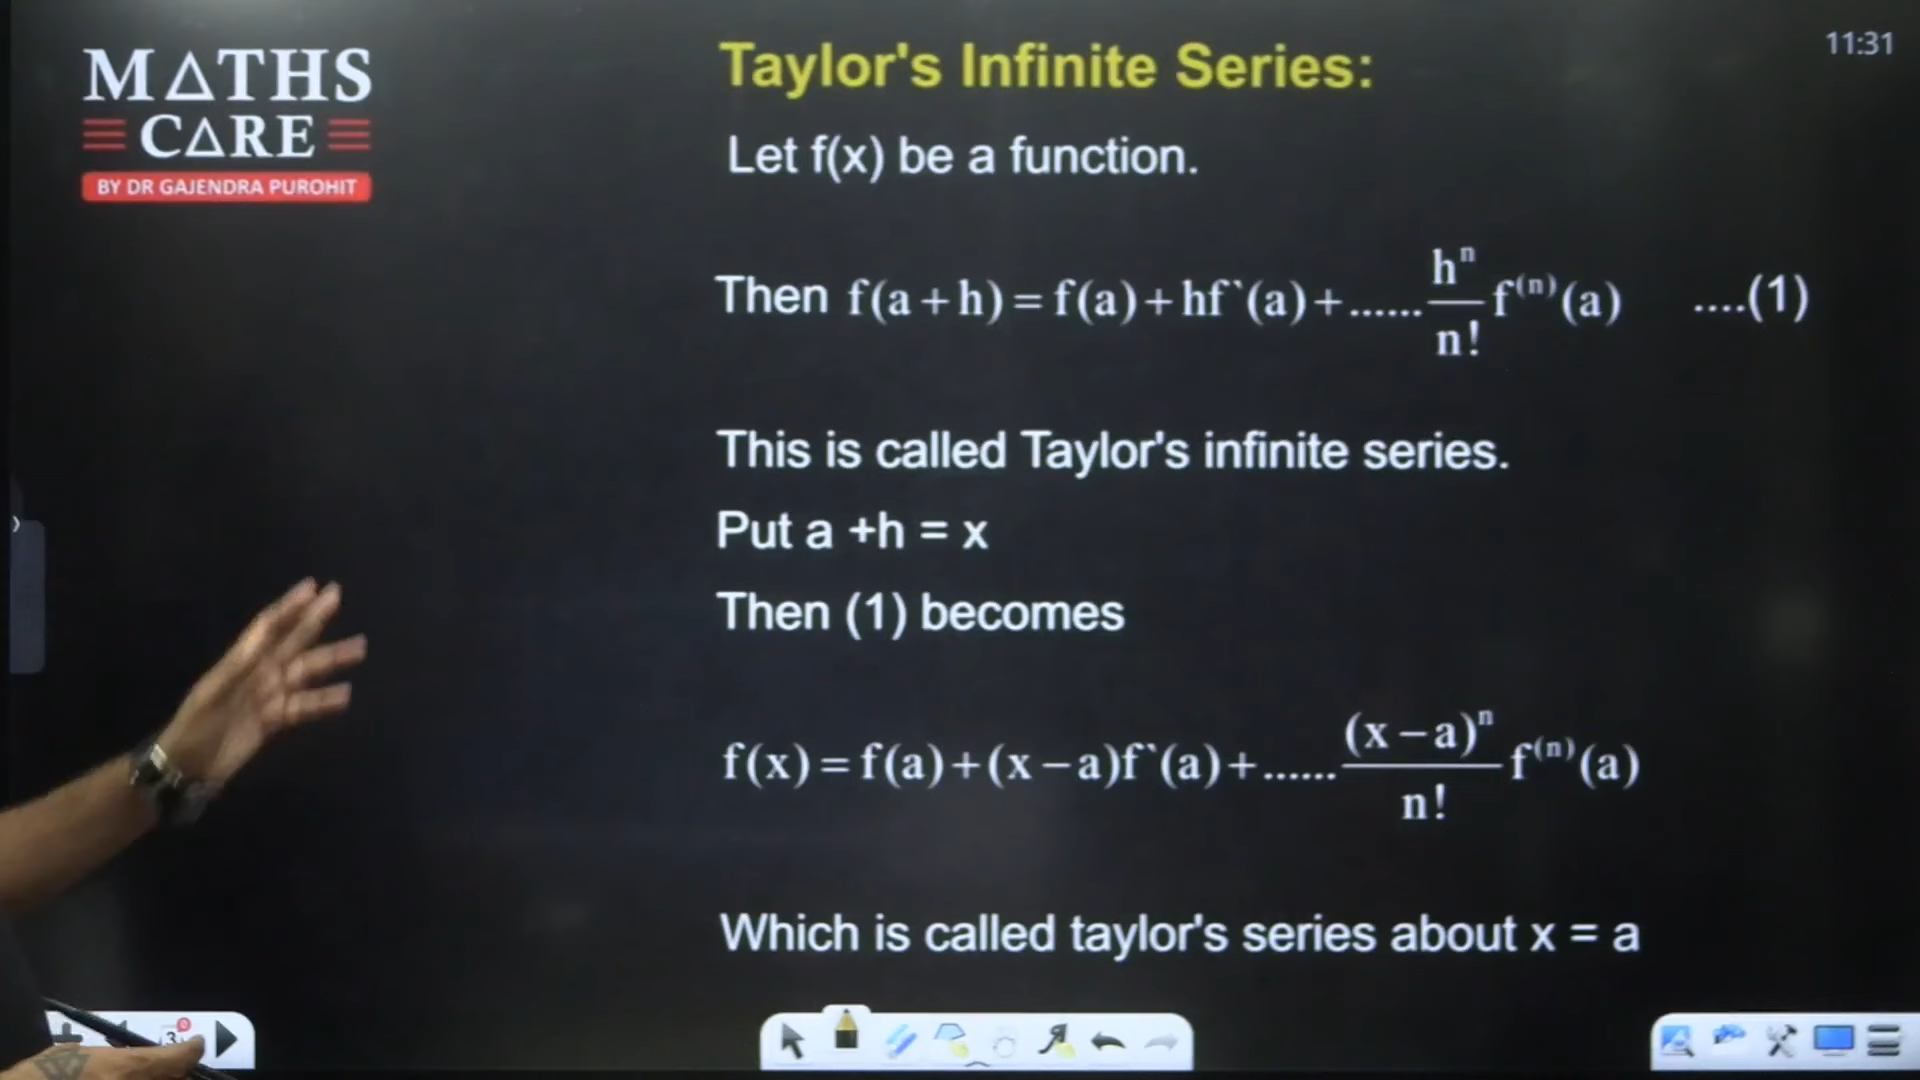 MATHS
CARE
BY DR GAJENDRA PUROHIT
11:31
Taylor's Infinite Series:
Let f(x) be a function.
Then f(a+h)=f(a)+hf`(a)+......hⁿ/n! f⁽ⁿ⁾(a) ....(1)
This is called Taylor's infinite series.
Put a +h = x
Then (1) becomes
f(x)=f(a)+(x−a)f`(a)+......(x−a)ⁿ/n! f⁽ⁿ⁾(a)
Which is called taylor's series about x = a